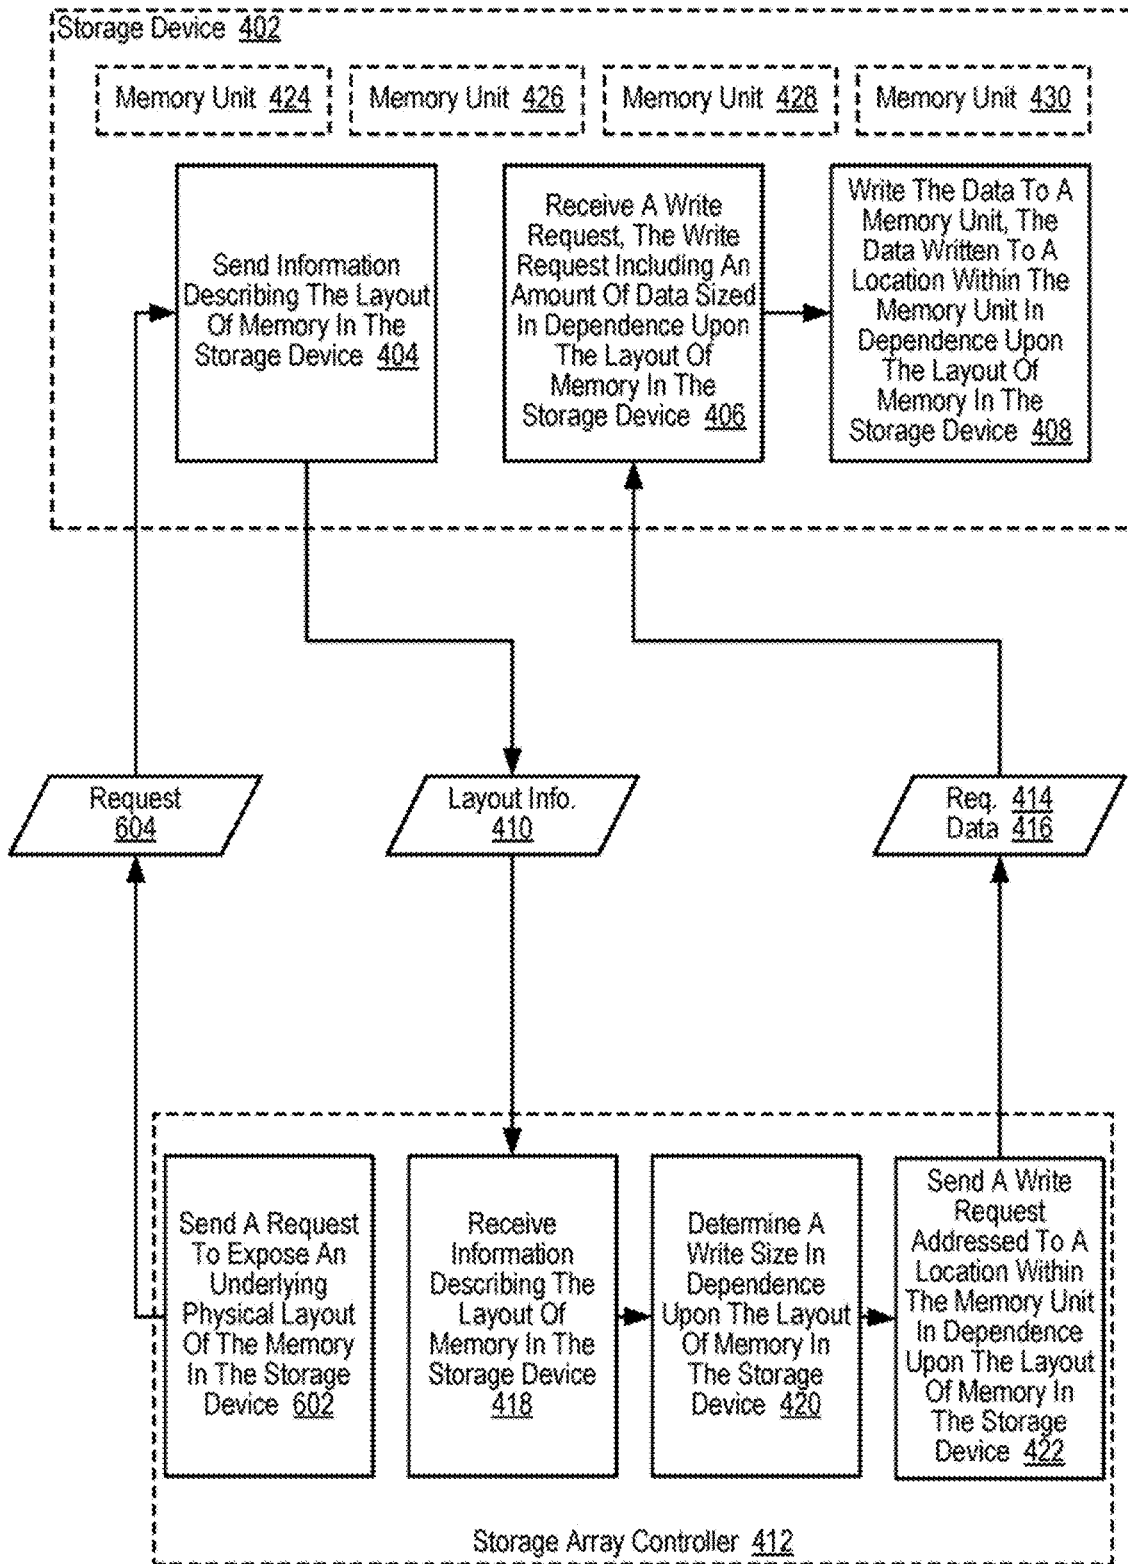 Storage Device 402
Memory Unit 424
Memory Unit 426
Memory Unit 428
Memory Unit 430
Send Information
Describing The Layout
Of Memory In The
Storage Device 404
Receive A Write
Request, The Write
Request Including An
Amount Of Data Sized
In Dependence Upon
The Layout Of
Memory In The
Storage Device 406
Write The Data To A
Memory Unit, The
Data Written To A
Location Within The
Memory Unit In
Dependence Upon
The Layout Of
Memory In The
Storage Device 408
Request
604
Layout Info.
410
Req. 414
Data 416
Send A Request
To Expose An
Underlying
Physical Layout
Of The Memory
In The Storage
Device 602
Receive
Information
Describing The
Layout Of
Memory In The
Storage Device
418
Determine A
Write Size In
Dependence
Upon The Layout
Of Memory In
The Storage
Device 420
Send A Write
Request
Addressed To A
Location Within
The Memory Unit
In Dependence
Upon The Layout
Of Memory In
The Storage
Device 422
Storage Array Controller 412